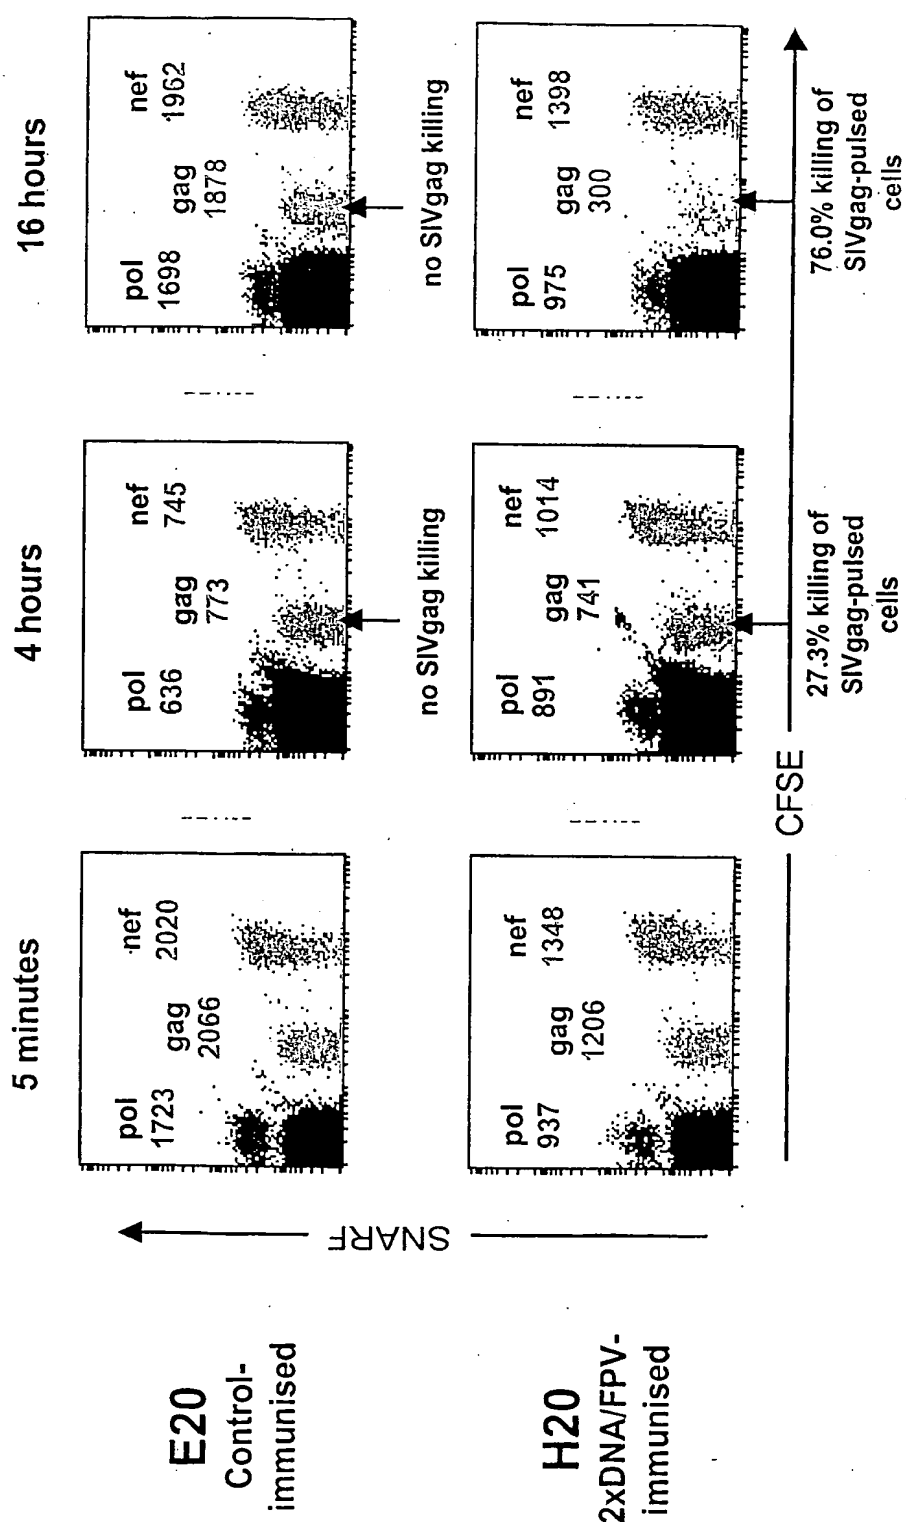 5 minutes
4 hours
16 hours
E20
Control-
immunised
SNARF
pol
1723
gag
2066
nef
2020
pol
636
gag
773
nef
745
no SIVgag killing
pol
1698
gag
1878
nef
1962
no SIVgag killing
H20
2xDNA/FPV-
immunised
pol
937
gag
1206
nef
1348
pol
891
gag
741
nef
1014
pol
975
gag
300
nef
1398
CFSE
27.3% killing of
SIVgag-pulsed
cells
76.0% killing of
SIVgag-pulsed
cells